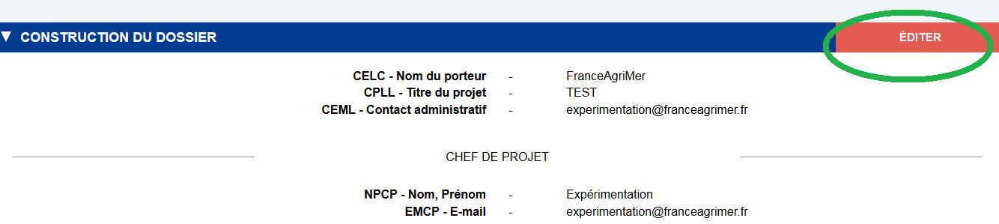 ▼ CONSTRUCTION DU DOSSIER ÉDITER
CELC - Nom du porteur - FranceAgriMer
CPLL - Titre du projet - TEST
CEML - Contact administratif - experimentation@franceagrimer.fr
CHEF DE PROJET
NPCP - Nom, Prénom - Expérimentation
EMCP - E-mail - experimentation@franceagrimer.fr